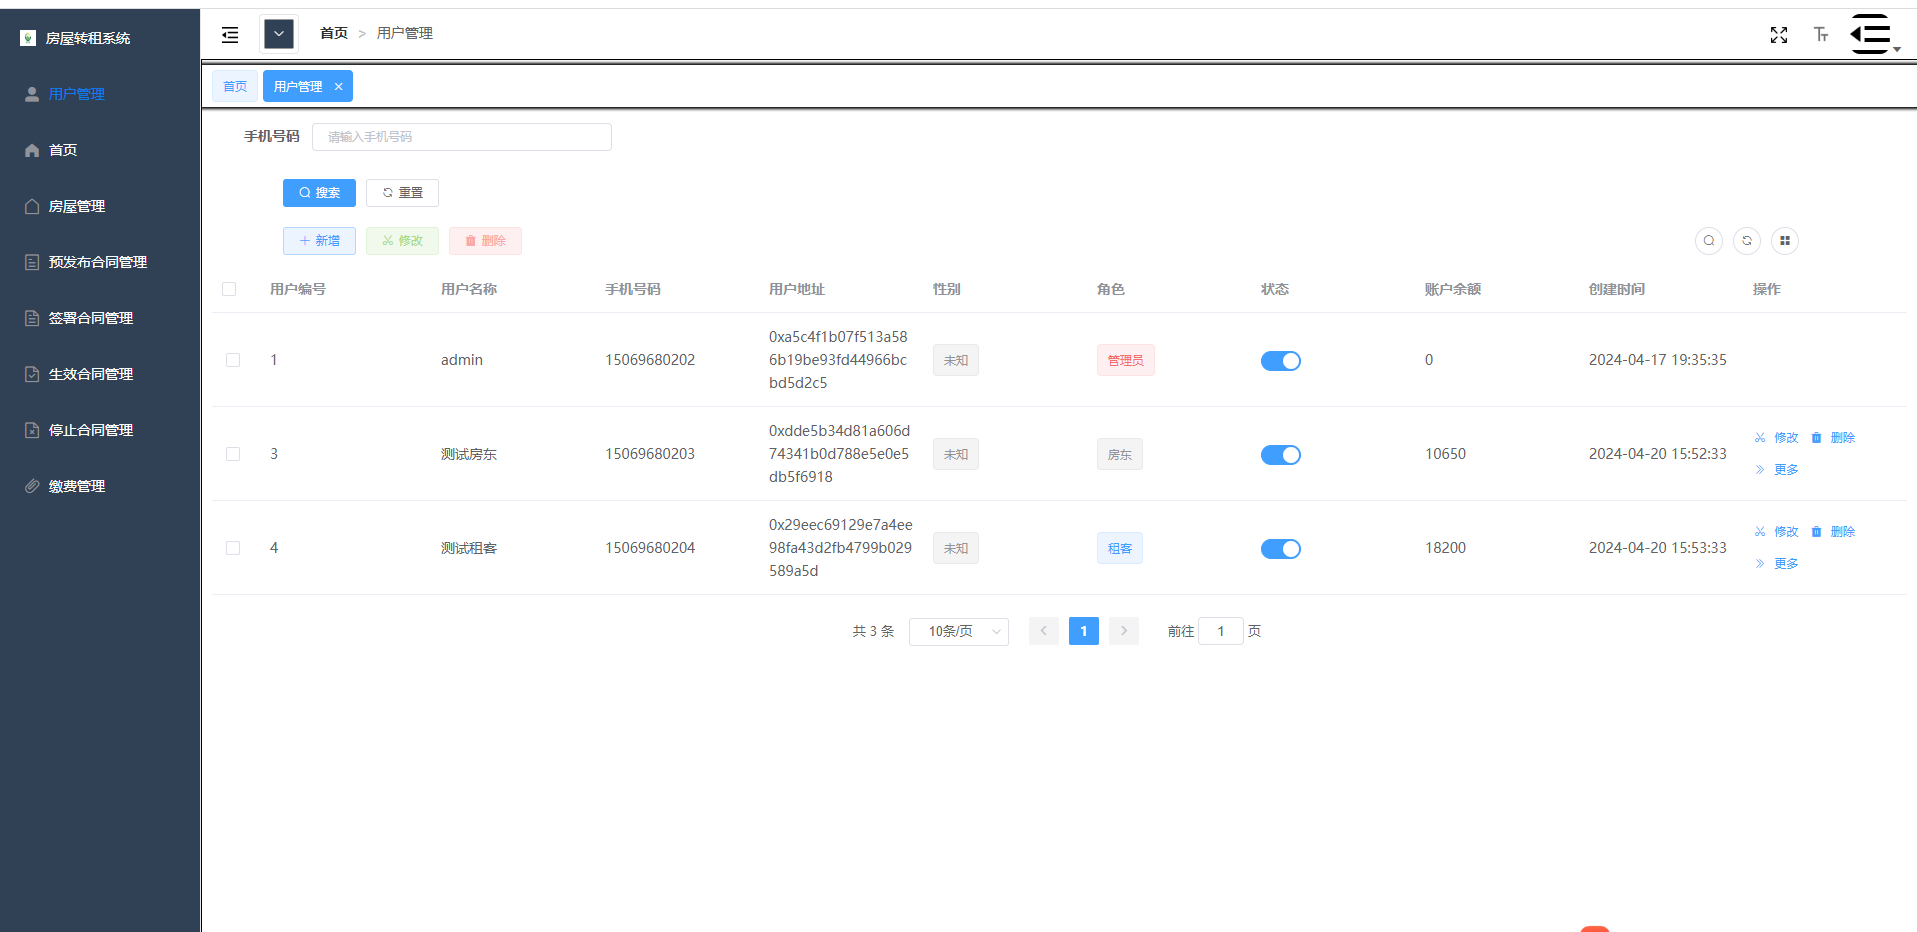 房屋转租系统
用户管理
首页
房屋管理
预发布合同管理
签署合同管理
生效合同管理
停止合同管理
缴费管理
首页 > 用户管理
首页 用户管理 ×
手机号码 请输入手机号码
搜索 重置
新增 修改 删除
用户编号 用户名称 手机号码 用户地址 性别 角色 状态 账户余额 创建时间 操作
1 admin 15069680202 0xa5c4f1b07f513a58 未知 管理员 0 2024-04-17 19:35:35
6b19be93fd44966bc
bd5d2c5
3 测试房东 15069680203 0xdde5b34d81a606d 未知 房东 10650 2024-04-20 15:52:33 修改 删除
74341b0d788e5e0e5
db5f6918
更多
4 测试租客 15069680204 0x29eec69129e7a4ee 未知 租客 18200 2024-04-20 15:53:33 修改 删除
98fa43d2fb4799b029
589a5d
更多
共 3 条 10条/页 < 1 > 前往 1 页